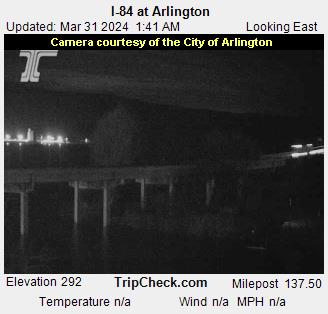 I-84 at Arlington
Updated: Mar 31 2024 1:41 AM Looking East
Camera courtesy of the City of Arlington
Elevation 292 TripCheck.com Milepost 137.50
Temperature n/a Wind n/a MPH n/a